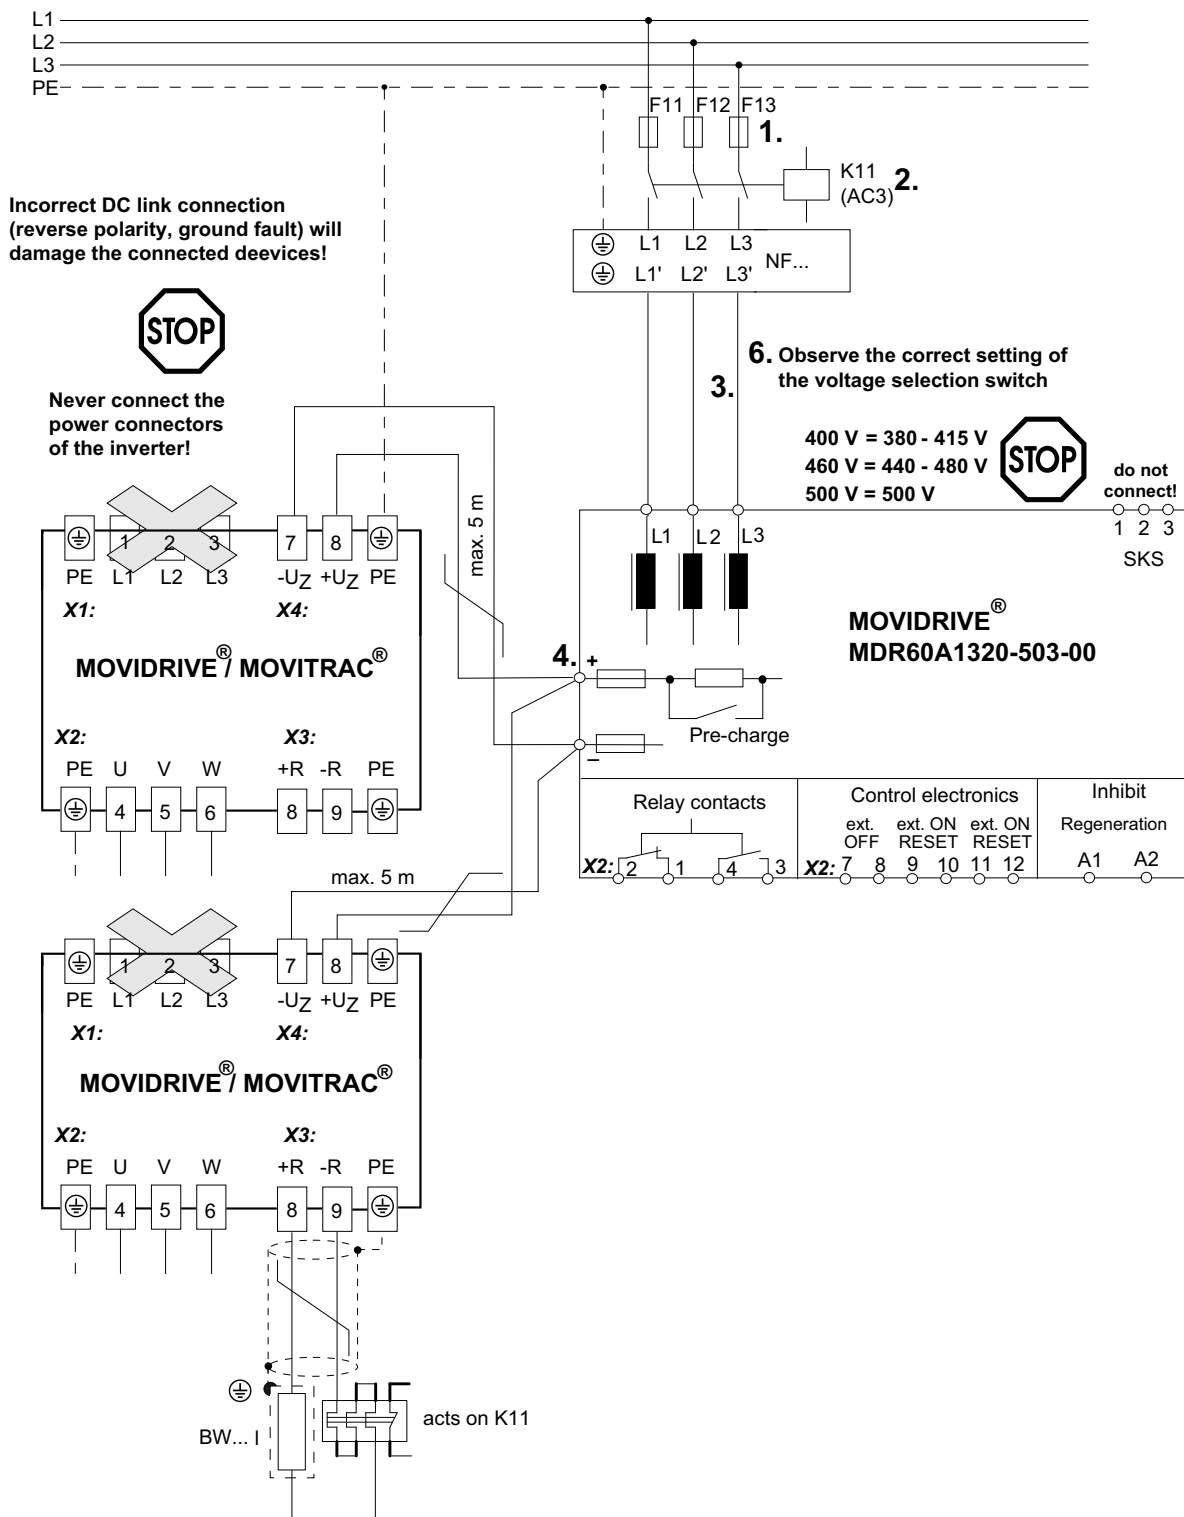 L1
L2
L3
PE
F11 F12 F13
1.
K11
(AC3)
2.
Incorrect DC link connection
(reverse polarity, ground fault) will
damage the connected deevices!
L1 L2 L3
NF...
L1' L2' L3'
STOP
Never connect the
power connectors
of the inverter!
6. Observe the correct setting of
the voltage selection switch
3.
400 V = 380 - 415 V
460 V = 440 - 480 V
500 V = 500 V
STOP
do not
connect!
1 2 3
SKS
max. 5 m
1 2 3 7 8
PE L1 L2 L3 -UZ +UZ PE
X1: X4:
MOVIDRIVE®/ MOVITRAC®
X2: X3:
PE U V W +R -R PE
4 5 6 8 9
L1 L2 L3
MOVIDRIVE®
MDR60A1320-503-00
4. +
Pre-charge
–
Relay contacts
X2: 2 1 4 3
Control electronics
ext. ext. ON ext. ON
OFF RESET RESET
X2: 7 8 9 10 11 12
Inhibit
Regeneration
A1 A2
max. 5 m
1 2 3 7 8
PE L1 L2 L3 -UZ +UZ PE
X1: X4:
MOVIDRIVE®/ MOVITRAC®
X2: X3:
PE U V W +R -R PE
4 5 6 8 9
BW...
acts on K11